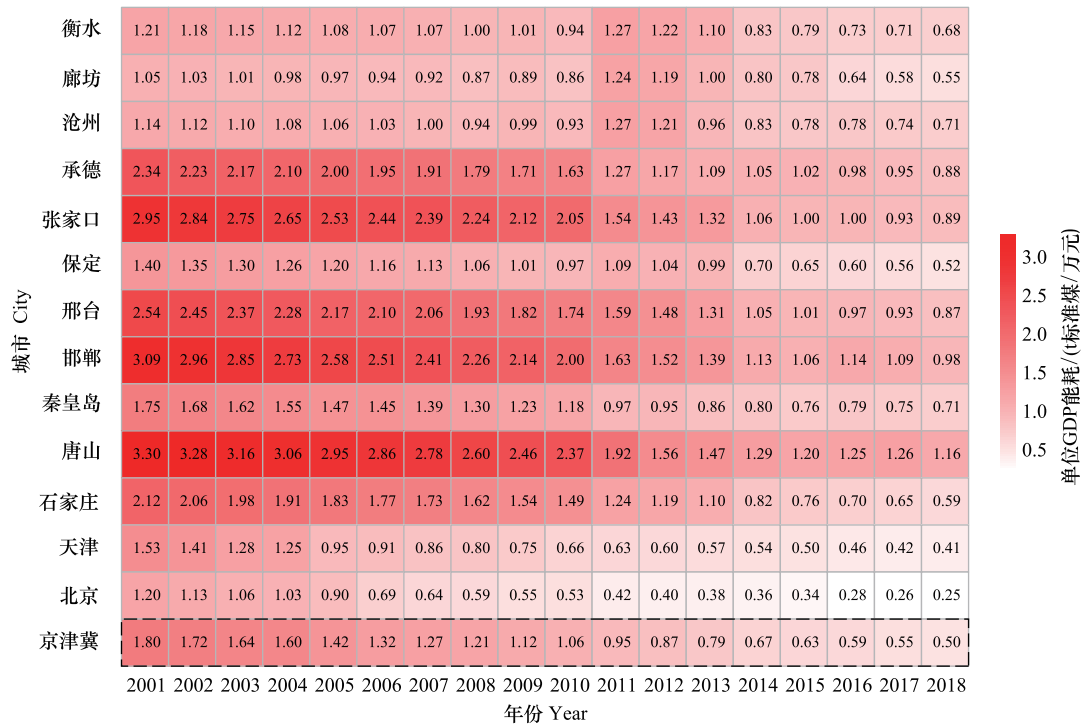 衡水 1.21 1.18 1.15 1.12 1.08 1.07 1.07 1.00 1.01 0.94 1.27 1.22 1.10 0.83 0.79 0.73 0.71 0.68
廊坊 1.05 1.03 1.01 0.98 0.97 0.94 0.92 0.87 0.89 0.86 1.24 1.19 1.00 0.80 0.78 0.64 0.58 0.55
沧州 1.14 1.12 1.10 1.08 1.06 1.03 1.00 0.94 0.99 0.93 1.27 1.21 0.96 0.83 0.78 0.78 0.74 0.71
承德 2.34 2.23 2.17 2.10 2.00 1.95 1.91 1.79 1.71 1.63 1.27 1.17 1.09 1.05 1.02 0.98 0.95 0.88
张家口 2.95 2.84 2.75 2.65 2.53 2.44 2.39 2.24 2.12 2.05 1.54 1.43 1.32 1.06 1.00 1.00 0.93 0.89
保定 1.40 1.35 1.30 1.26 1.20 1.16 1.13 1.06 1.01 0.97 1.09 1.04 0.99 0.70 0.65 0.60 0.56 0.52
邢台 2.54 2.45 2.37 2.28 2.17 2.10 2.06 1.93 1.82 1.74 1.59 1.48 1.31 1.05 1.01 0.97 0.93 0.87
邯郸 3.09 2.96 2.85 2.73 2.58 2.51 2.41 2.26 2.14 2.00 1.63 1.52 1.39 1.13 1.06 1.14 1.09 0.98
秦皇岛 1.75 1.68 1.62 1.55 1.47 1.45 1.39 1.30 1.23 1.18 0.97 0.95 0.86 0.80 0.76 0.79 0.75 0.71
唐山 3.30 3.28 3.16 3.06 2.95 2.86 2.78 2.60 2.46 2.37 1.92 1.56 1.47 1.29 1.20 1.25 1.26 1.16
石家庄 2.12 2.06 1.98 1.91 1.83 1.77 1.73 1.62 1.54 1.49 1.24 1.19 1.10 0.82 0.76 0.70 0.65 0.59
天津 1.53 1.41 1.28 1.25 0.95 0.91 0.86 0.80 0.75 0.66 0.63 0.60 0.57 0.54 0.50 0.46 0.42 0.41
北京 1.20 1.13 1.06 1.03 0.90 0.69 0.64 0.59 0.55 0.53 0.42 0.40 0.38 0.36 0.34 0.28 0.26 0.25
京津冀 1.80 1.72 1.64 1.60 1.42 1.32 1.27 1.21 1.12 1.06 0.95 0.87 0.79 0.67 0.63 0.59 0.55 0.50
2001 2002 2003 2004 2005 2006 2007 2008 2009 2010 2011 2012 2013 2014 2015 2016 2017 2018
年份 Year
城市 City
3.0
2.5
2.0
1.5
1.0
0.5
单位GDP能耗/(t标准煤/万元)